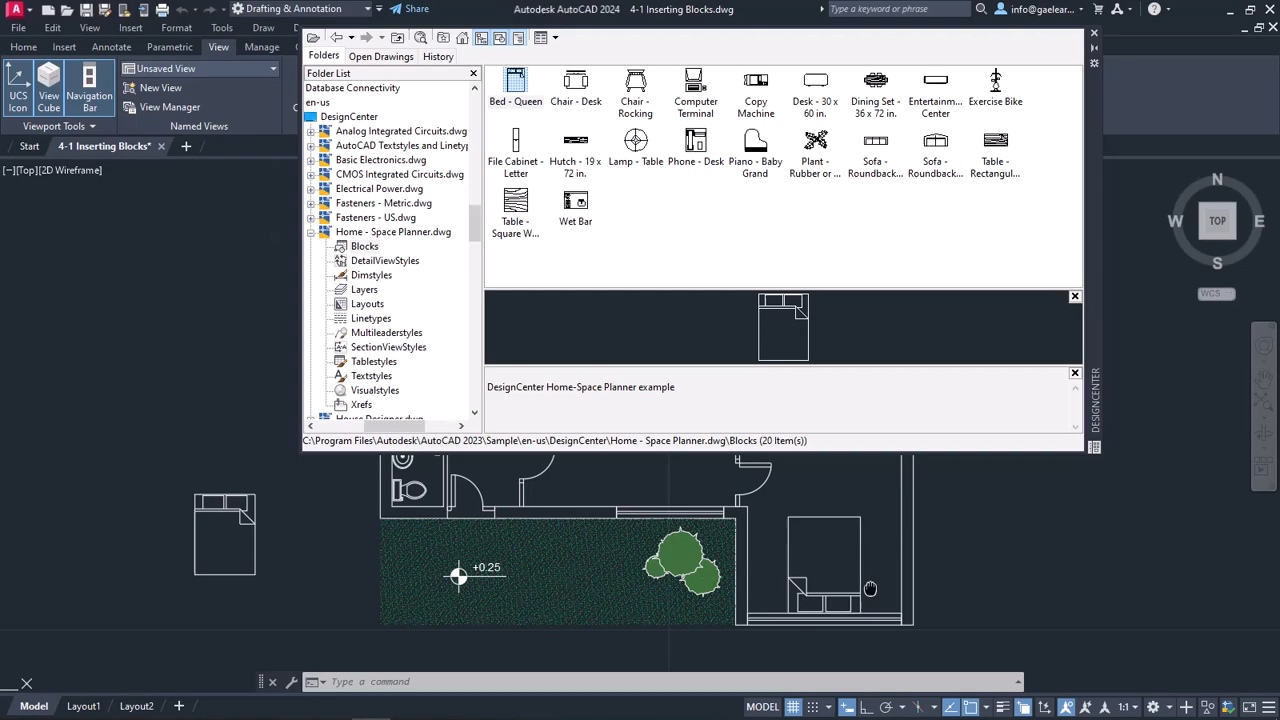 Drawing & Annotation
Share
Autodesk AutoCAD 2024 4-1 Inserting Blocks.dwg
Type a keyword or phrase
info@gaelear...
File Edit View Insert Format Tools Draw
Home Insert Annotate Parametric View Manage
UCS Icon View Cube Navigation Bar
Unsaved View
New View
View Manager
Viewport Tools
Named Views
Start 4-1 Inserting Blocks*
[−][Top][2D Wireframe]
Folders Open Drawings History
Folder List
Database Connectivity
en-us
DesignCenter
Analog Integrated Circuits.dwg
AutoCAD Textstyles and Linetyp
Basic Electronics.dwg
CMOS Integrated Circuits.dwg
Electrical Power.dwg
Fasteners - Metric.dwg
Fasteners - US.dwg
Home - Space Planner.dwg
Blocks
DetailViewStyles
Dimstyles
Layers
Layouts
Linetypes
Multileaderstyles
SectionViewStyles
Tablestyles
Textstyles
Visualstyles
Xrefs
House Designer.dwg
Bed - Queen
Chair - Desk
Chair - Rocking
Computer Terminal
Copy Machine
Desk - 30 x 60 in.
Dining Set - 36 x 72 in.
Entertainm... Center
Exercise Bike
File Cabinet - Letter
Hutch - 19 x 72 in.
Lamp - Table
Phone - Desk
Piano - Baby Grand
Plant - Rubber or ...
Sofa - Roundback...
Sofa - Roundback...
Table - Rectangul...
Table - Square W...
Wet Bar
DesignCenter Home-Space Planner example
C:\Program Files\Autodesk\AutoCAD 2023\Sample\en-us\DesignCenter\Home - Space Planner.dwg\Blocks (20 Item(s))
DESIGNCENTER
N
W TOP E
S
WCS
+0.25
Type a command
Model Layout1 Layout2
MODEL
1:1